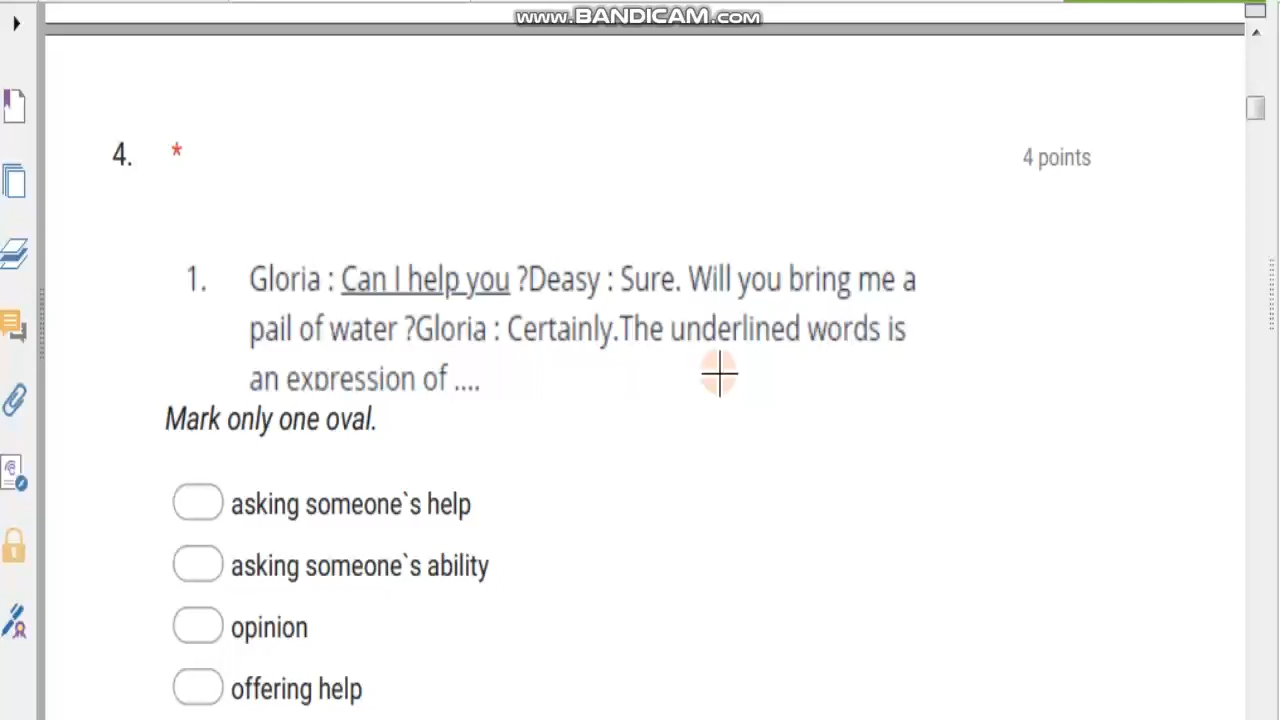 www.BANDICAM.com
4. *
4 points
1. Gloria : Can I help you ?Deasy : Sure. Will you bring me a
pail of water ?Gloria : Certainly.The underlined words is
an expression of ....
Mark only one oval.
asking someone`s help
asking someone`s ability
opinion
offering help